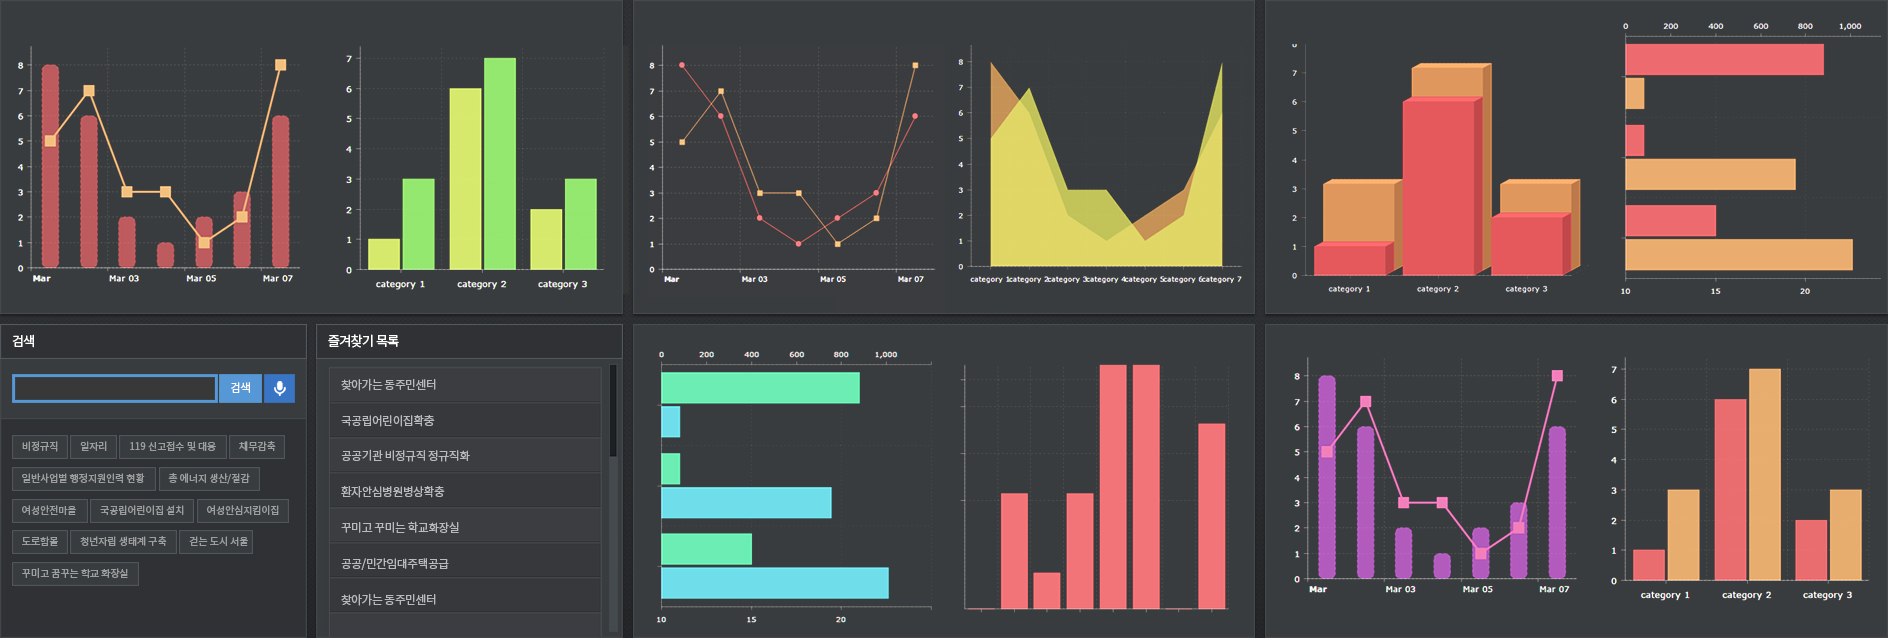 8
7
6
5
4
3
2
1
0
Mar
Mar 03
Mar 05
Mar 07
7
6
5
4
3
2
1
0
category 1
category 2
category 3
8
7
6
5
4
3
2
1
0
Mar
Mar 03
Mar 05
Mar 07
8
7
6
5
4
3
2
1
0
category 1
category 2
category 3
category 4
category 5
category 6
category 7
7
6
5
4
3
2
1
0
category 1
category 2
category 3
0 200 400 600 800 1,000
10 15 20
검색
검색
비정규직 일자리 119 신고접수 및 대응 채무감축
일반사업별 행정지원인력 현황 총 에너지 생산/절감
여성안전마을 국공립어린이집 설치 여성안심지킴이집
도로함몰 청년자립 생태계 구축 걷는 도시 서울
꾸미고 꿈꾸는 학교 화장실
즐겨찾기 목록
찾아가는 동주민센터
국공립어린이집확충
공공기관 비정규직 정규직화
환자안심병원병상확충
꾸미고 꾸미는 학교화장실
공공/민간임대주택공급
찾아가는 동주민센터
0 200 400 600 800 1,000
10 15 20
8
7
6
5
4
3
2
1
0
Mar
Mar 03
Mar 05
Mar 07
7
6
5
4
3
2
1
0
category 1
category 2
category 3